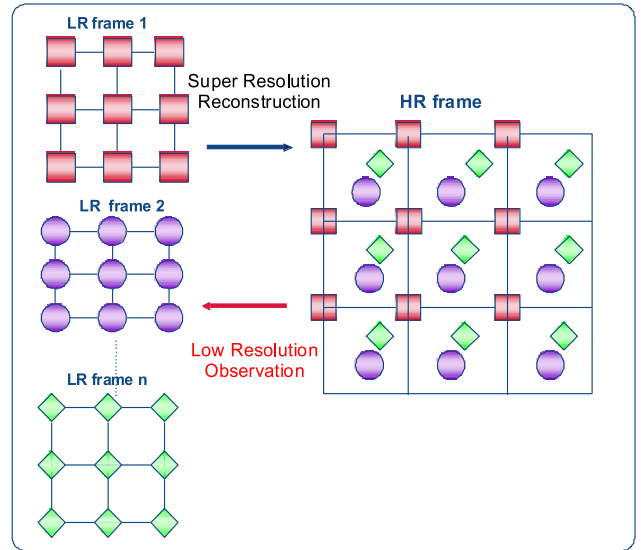 LR frame 1
Super Resolution
Reconstruction
HR frame
LR frame 2
Low Resolution
Observation
LR frame n